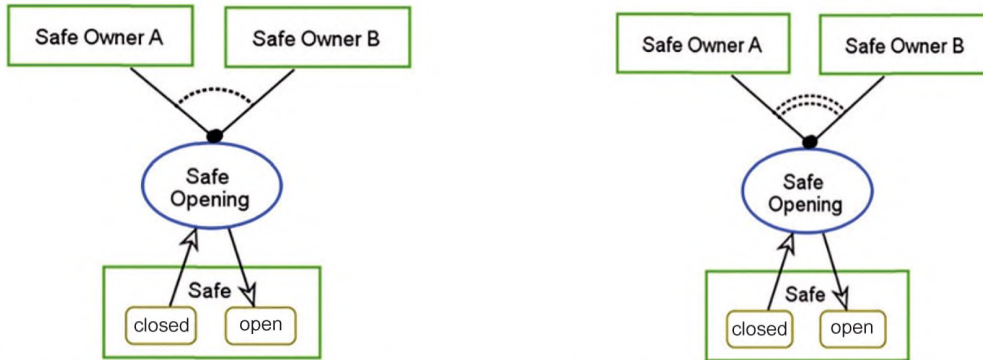 Safe Owner A
Safe Owner B
Safe
Opening
Safe
closed
open
Safe Owner A
Safe Owner B
Safe
Opening
Safe
closed
open